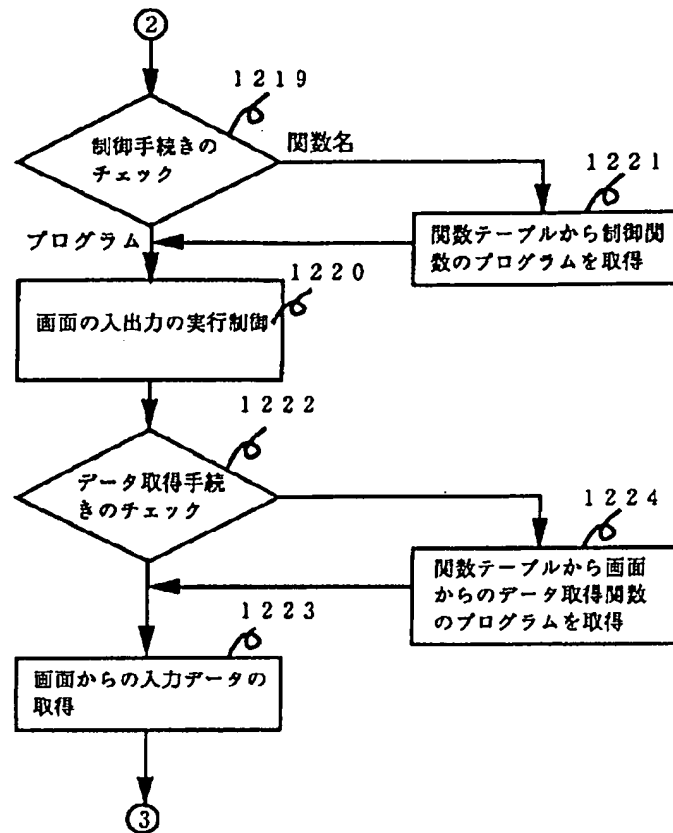 ②
1219
制御手続きの
チェック
関数名
1221
関数テーブルから制御関
数のプログラムを取得
プログラム
1220
画面の入出力の実行制御
1222
データ取得手続
きのチェック
1224
関数テーブルから画面
からのデータ取得関数
のプログラムを取得
1223
画面からの入力データの
取得
③